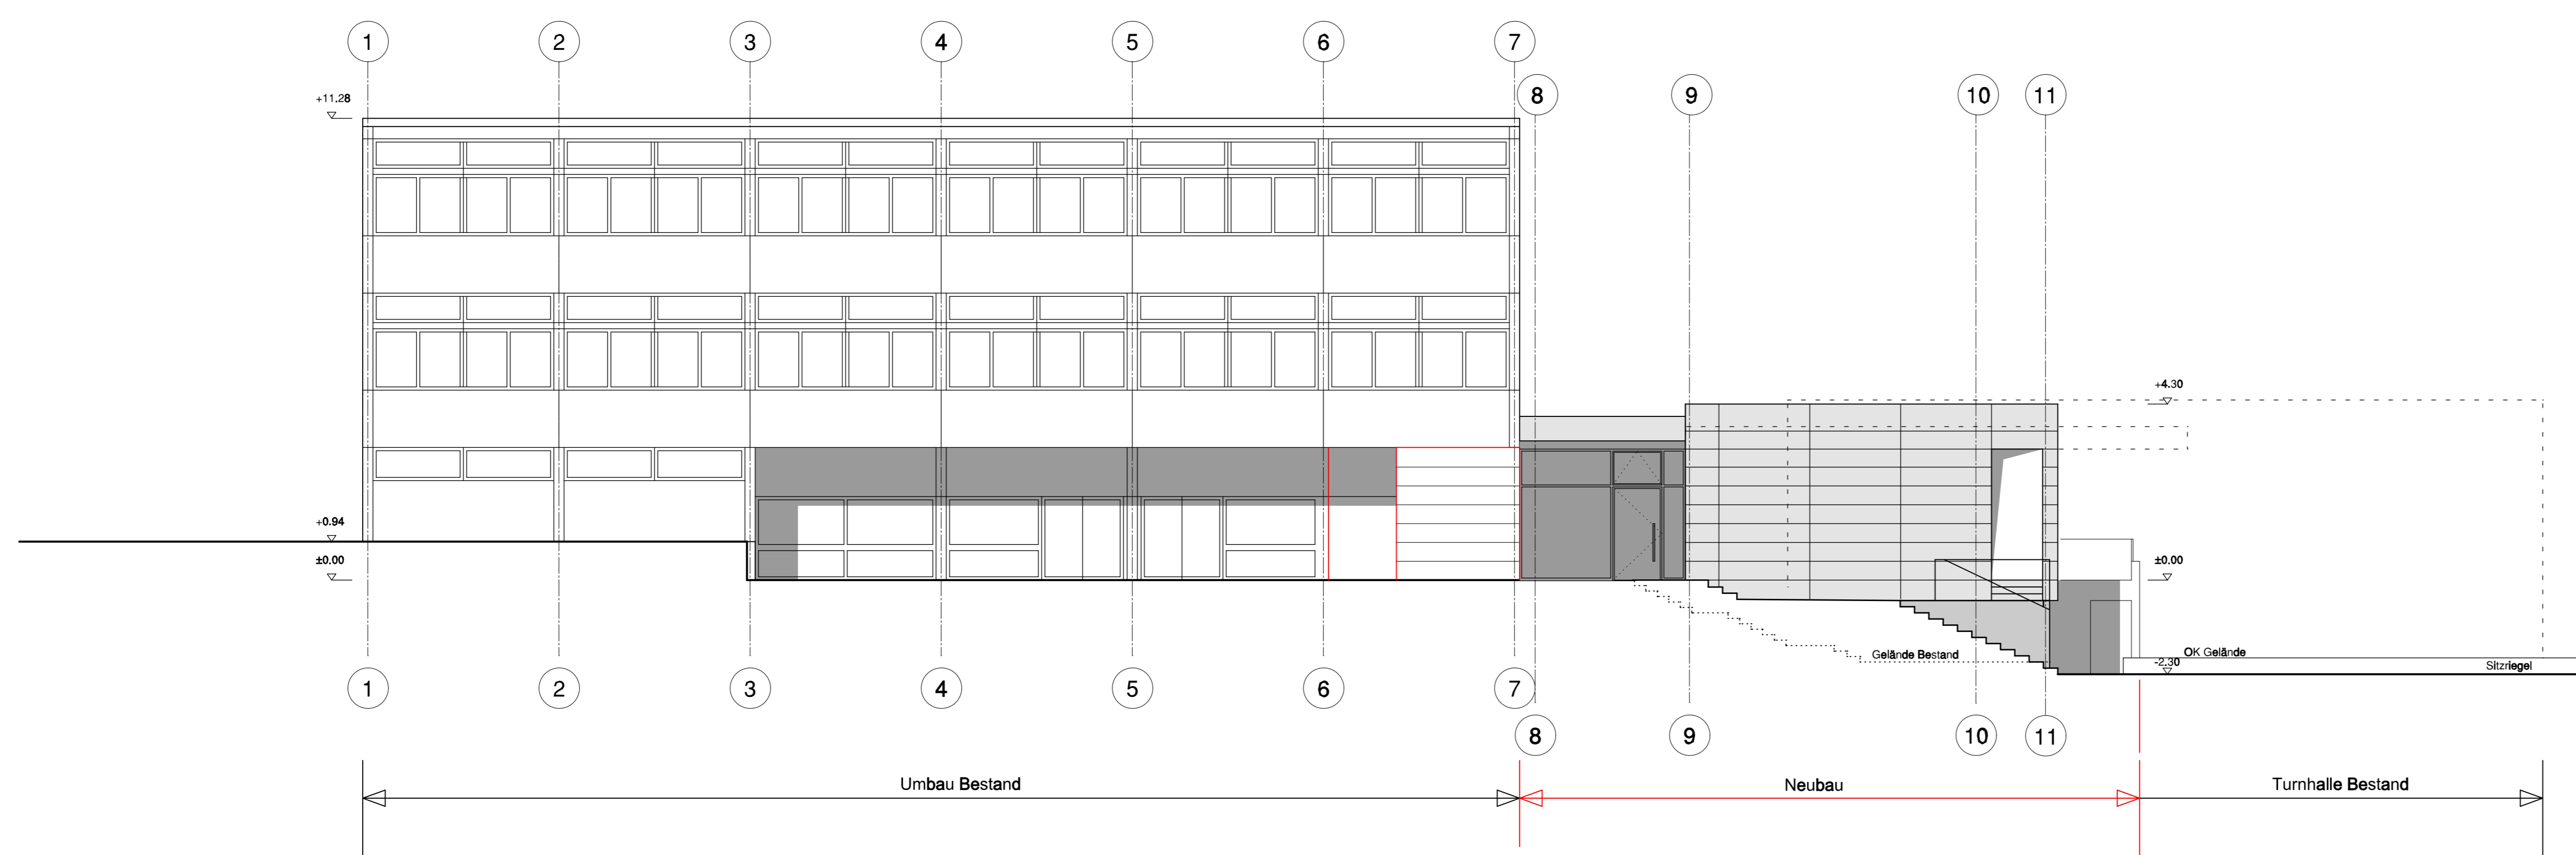 1 2 3 4 5 6 7
8 9 10 11
+11.28
+4.30
+0.94
±0.00 ±0.00
Gelände Bestand
OK Gelände
-2.30
Sitzriegel
1 2 3 4 5 6 7
8 9 10 11
Umbau Bestand Neubau Turnhalle Bestand